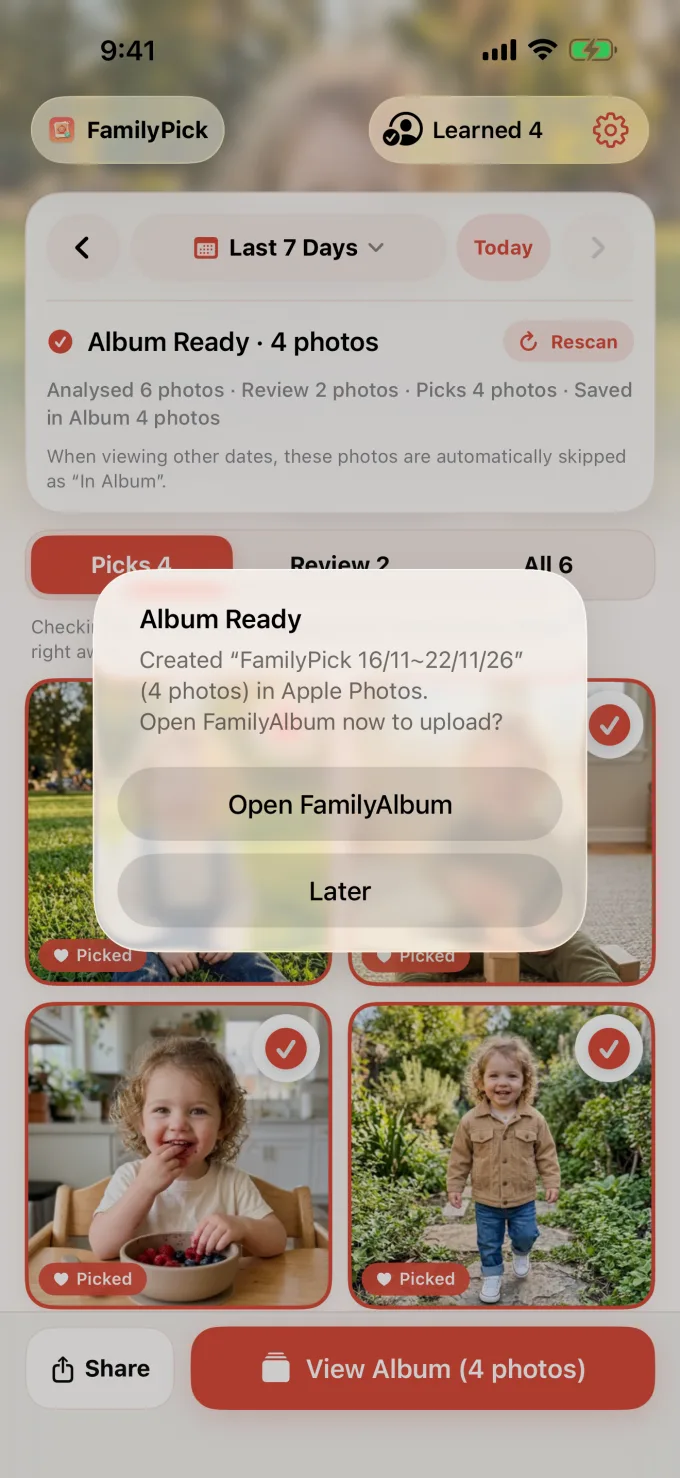 9:41
FamilyPick
Learned 4
Last 7 Days
Today
Album Ready · 4 photos
Rescan
Analysed 6 photos · Review 2 photos · Picks 4 photos · Saved
in Album 4 photos
When viewing other dates, these photos are automatically skipped
as “In Album”.
Picks 4
Review 2
All 6
right
Album Ready
Created “FamilyPick 16/11~22/11/26”
(4 photos) in Apple Photos.
Open FamilyAlbum now to upload?
Open FamilyAlbum
Later
Picked
Picked
Picked
Picked
Share
View Album (4 photos)